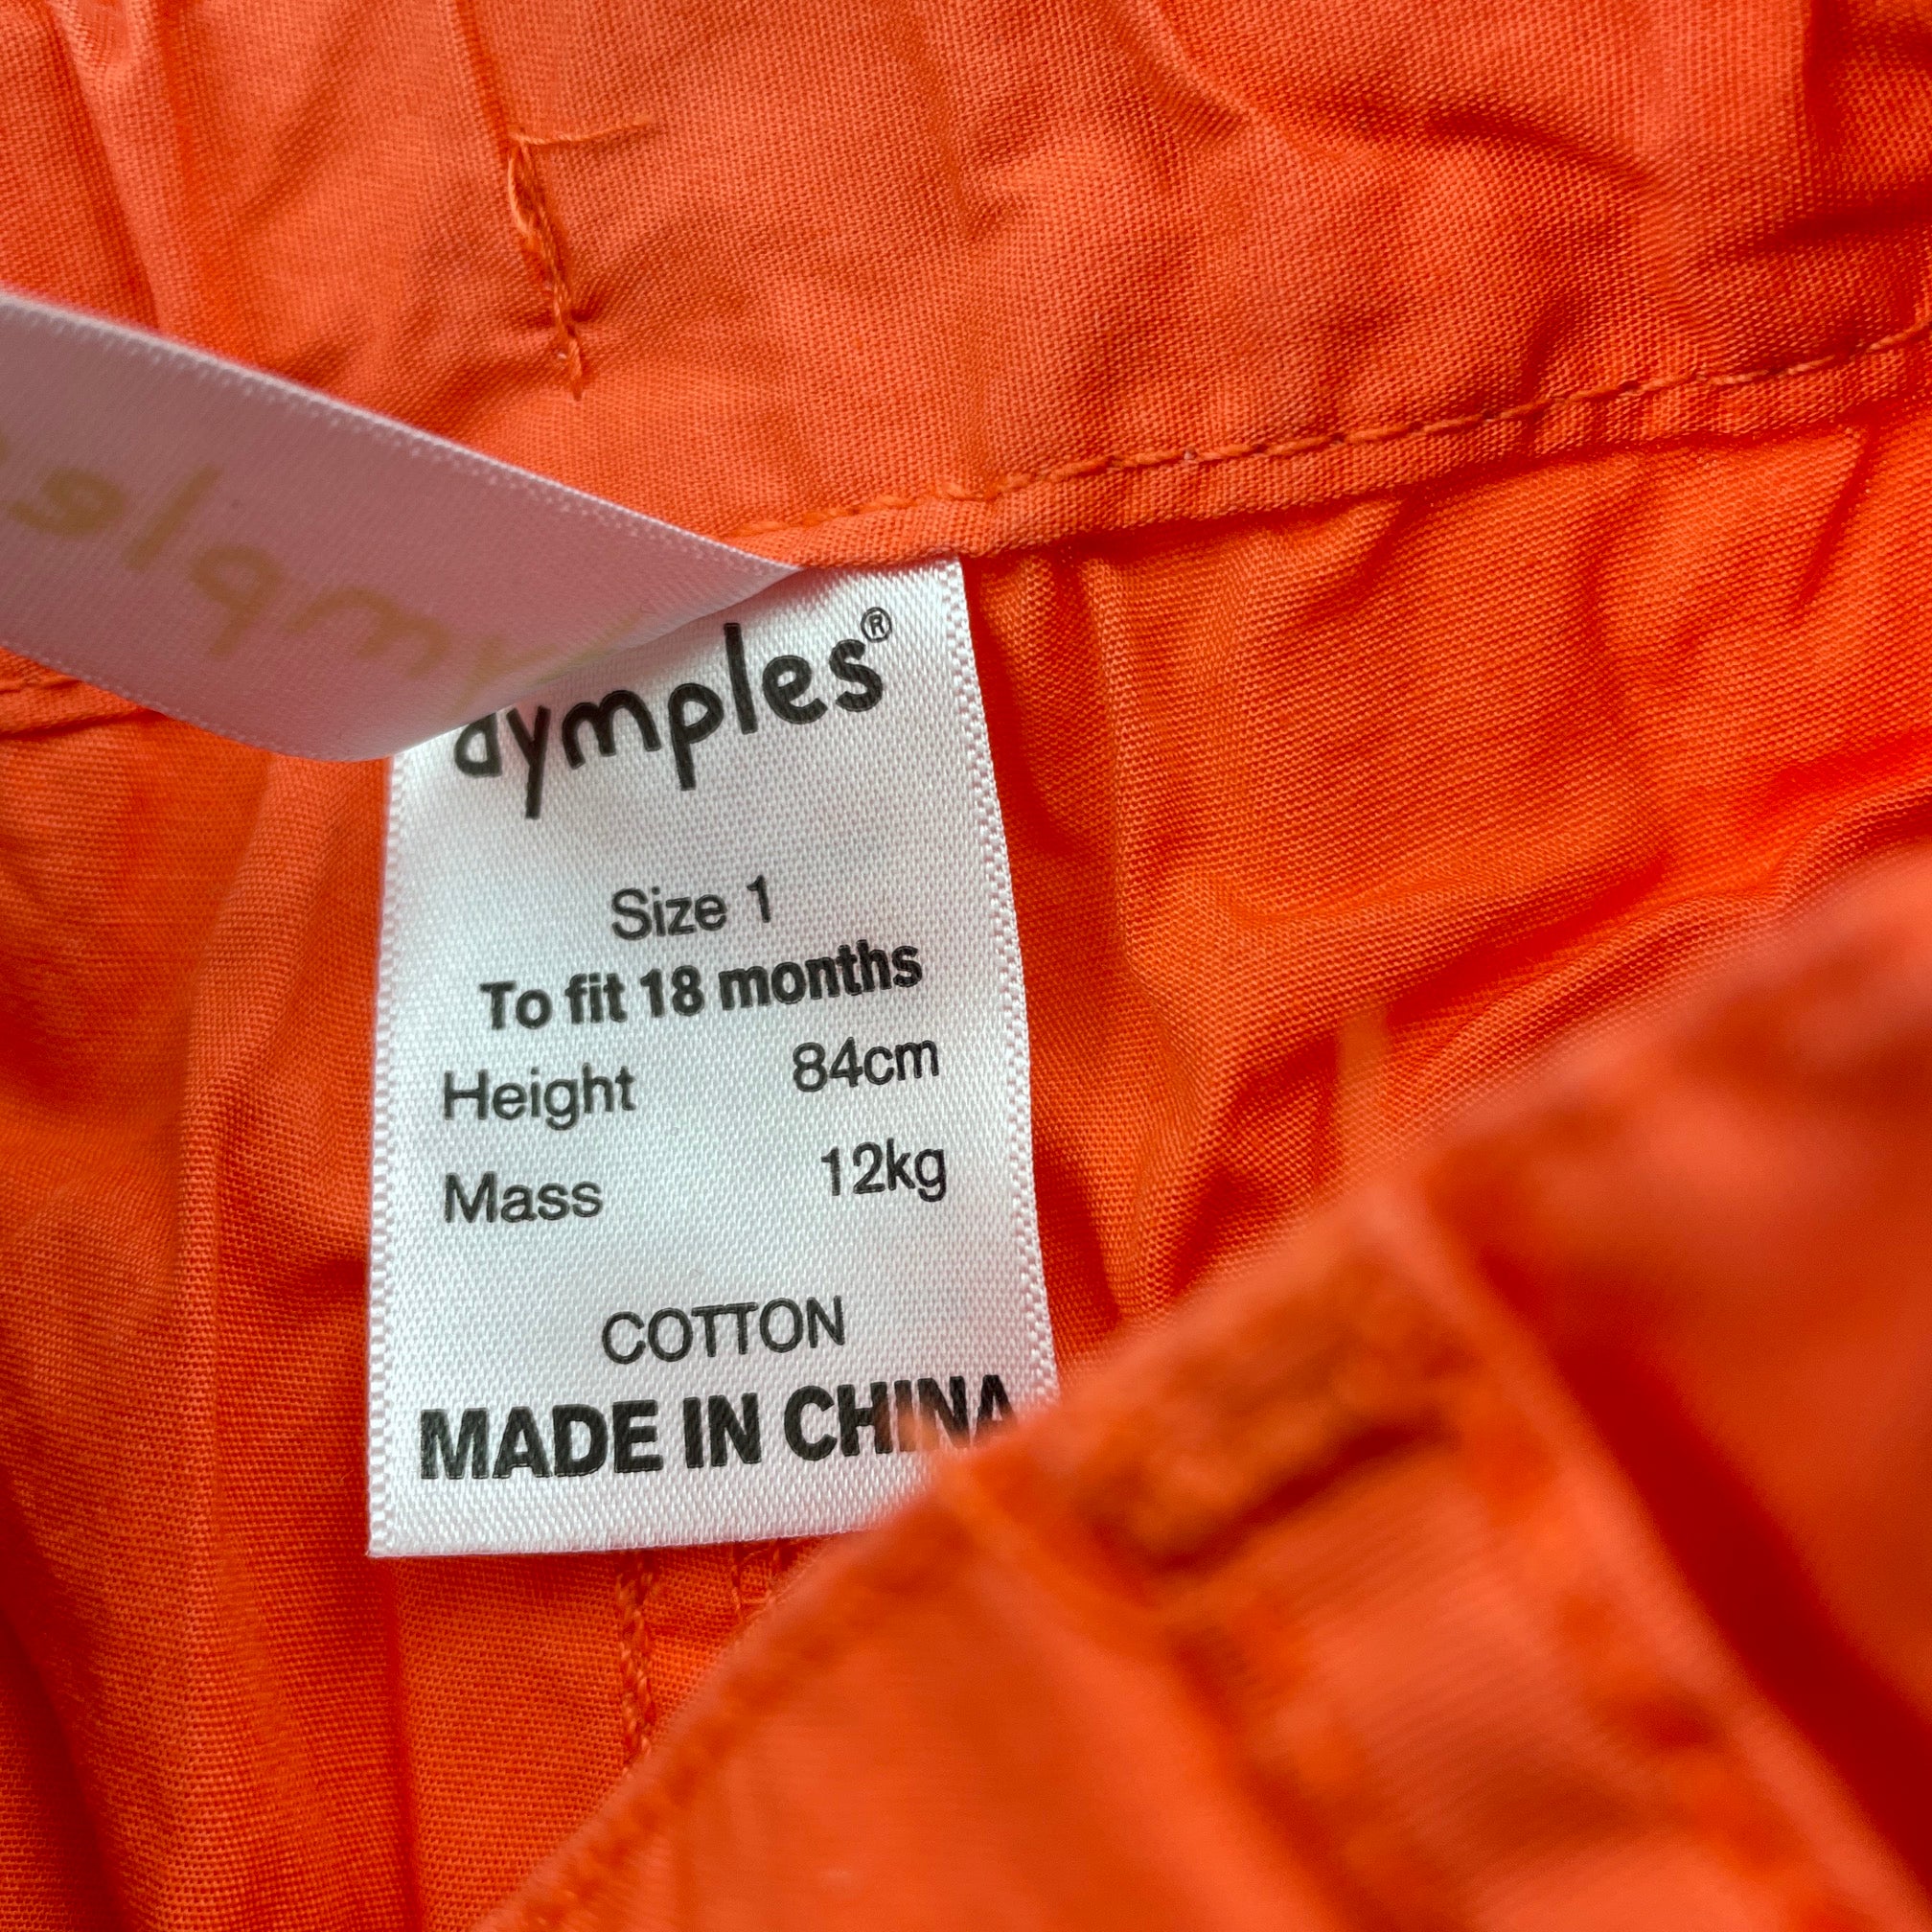 dymples®
Size 1
To fit 18 months
Height 84cm
Mass 12kg
COTTON
MADE IN CHINA